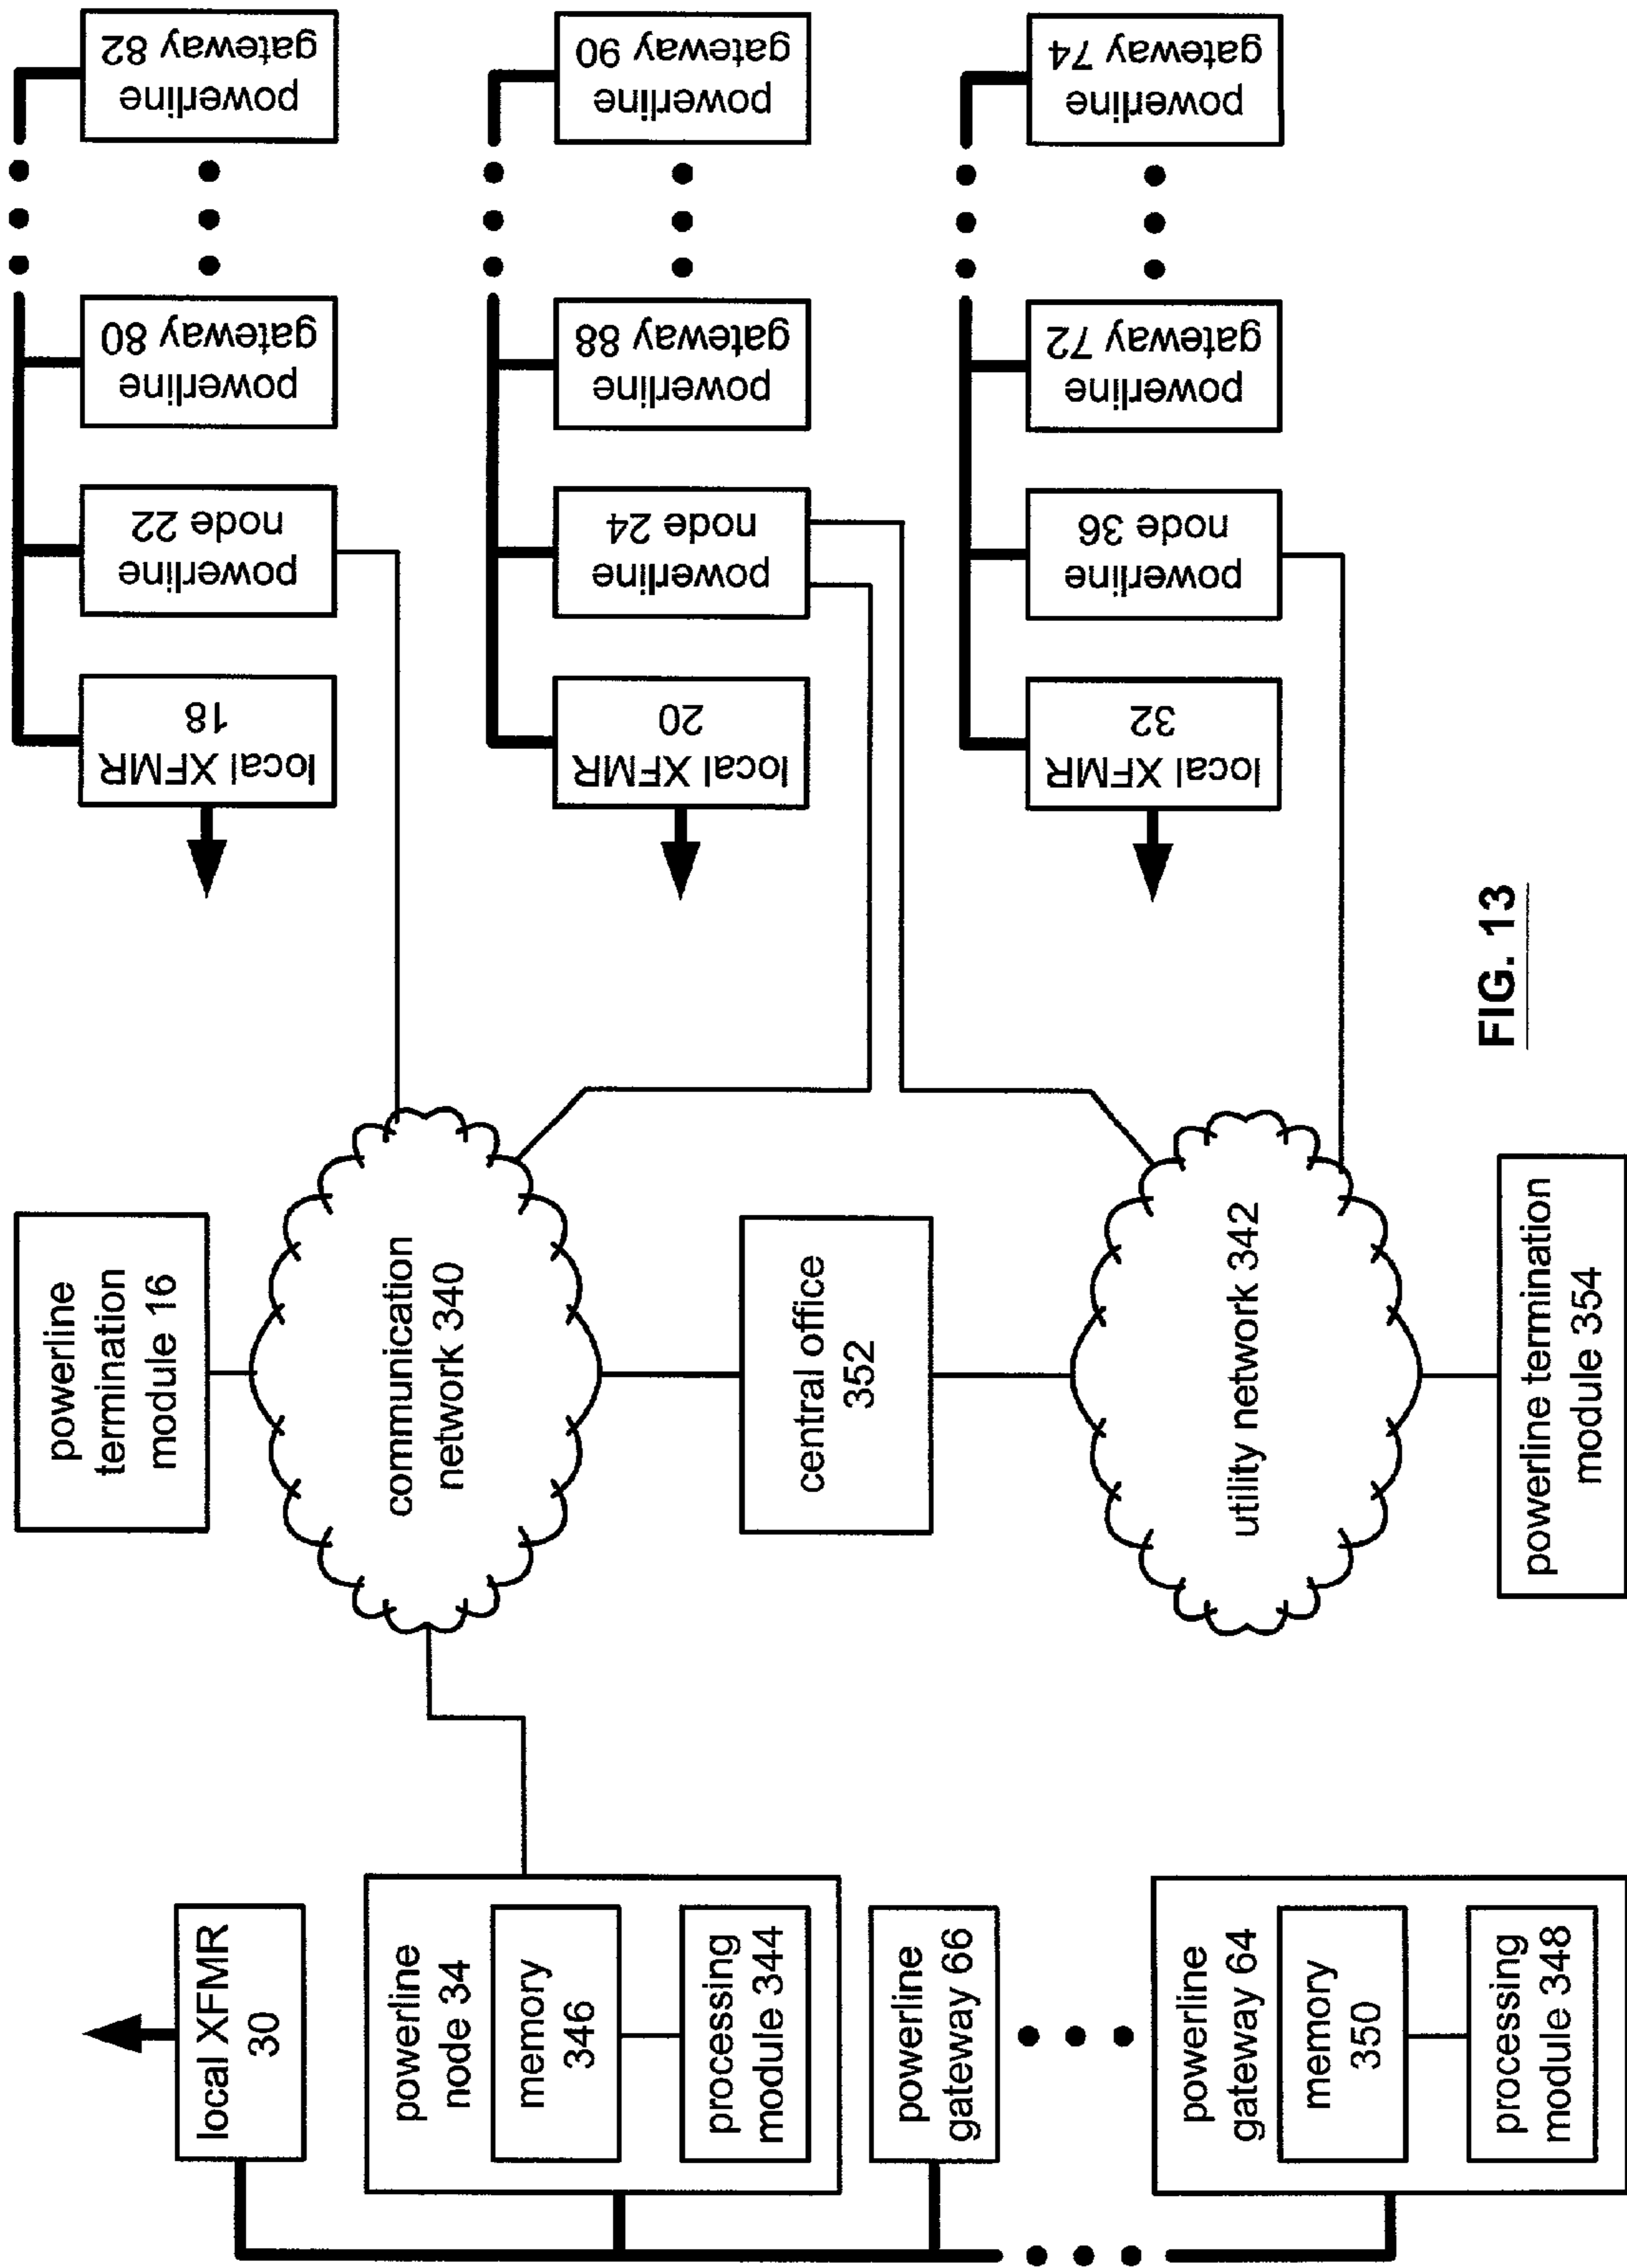 powerline
termination
module 16
communication
network 340
central office
352
utility network 342
powerline termination
module 354
local XFMR
30
powerline
node 34
memory
346
processing
module 344
powerline
gateway 66
powerline
gateway 64
memory
350
processing
module 348
local XFMR
18
powerline
node 22
powerline
gateway 80
powerline
gateway 82
local XFMR
20
powerline
node 24
powerline
gateway 88
powerline
gateway 90
local XFMR
32
powerline
node 36
powerline
gateway 72
powerline
gateway 74
FIG. 13